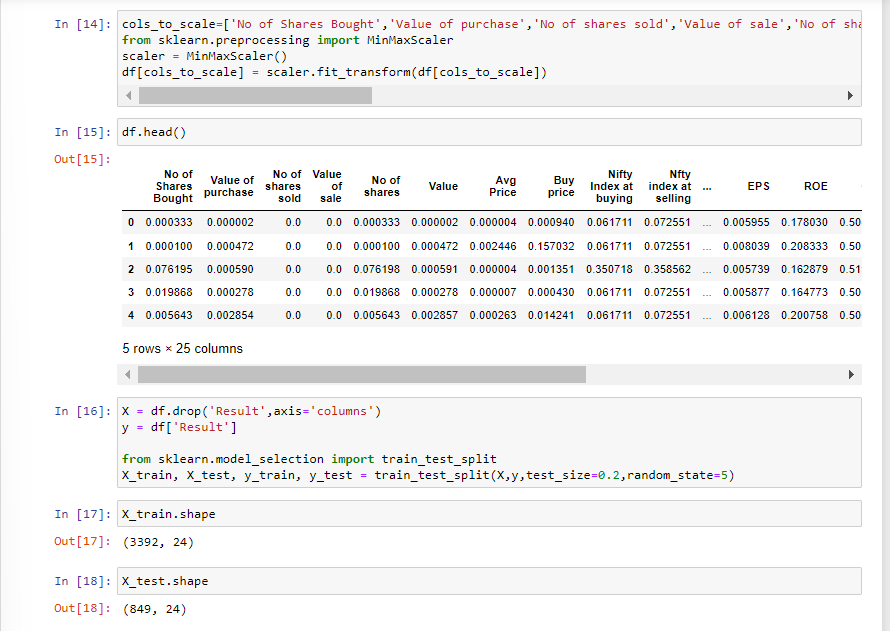 In [14]: cols_to_scale=['No of Shares Bought','Value of purchase','No of shares sold','Value of sale','No of sha
from sklearn.preprocessing import MinMaxScaler
scaler = MinMaxScaler()
df[cols_to_scale] = scaler.fit_transform(df[cols_to_scale])
In [15]: df.head()
Out[15]:
No of Shares Bought Value of purchase No of shares sold Value of sale No of shares Value Avg Price Buy price Nifty Index at buying Nfty index at selling ... EPS ROE
0 0.000333 0.000002 0.0 0.0 0.000333 0.000002 0.000004 0.000940 0.061711 0.072551 ... 0.005955 0.178030 0.50
1 0.000100 0.000472 0.0 0.0 0.000100 0.000472 0.002446 0.157032 0.061711 0.072551 ... 0.008039 0.208333 0.50
2 0.076195 0.000590 0.0 0.0 0.076198 0.000591 0.000004 0.001351 0.350718 0.358562 ... 0.005739 0.162879 0.51
3 0.019868 0.000278 0.0 0.0 0.019868 0.000278 0.000007 0.000430 0.061711 0.072551 ... 0.005877 0.164773 0.50
4 0.005643 0.002854 0.0 0.0 0.005643 0.002857 0.000263 0.014241 0.061711 0.072551 ... 0.006128 0.200758 0.50
5 rows × 25 columns
In [16]: X = df.drop('Result',axis='columns')
y = df['Result']
from sklearn.model_selection import train_test_split
X_train, X_test, y_train, y_test = train_test_split(X,y,test_size=0.2,random_state=5)
In [17]: X_train.shape
Out[17]: (3392, 24)
In [18]: X_test.shape
Out[18]: (849, 24)